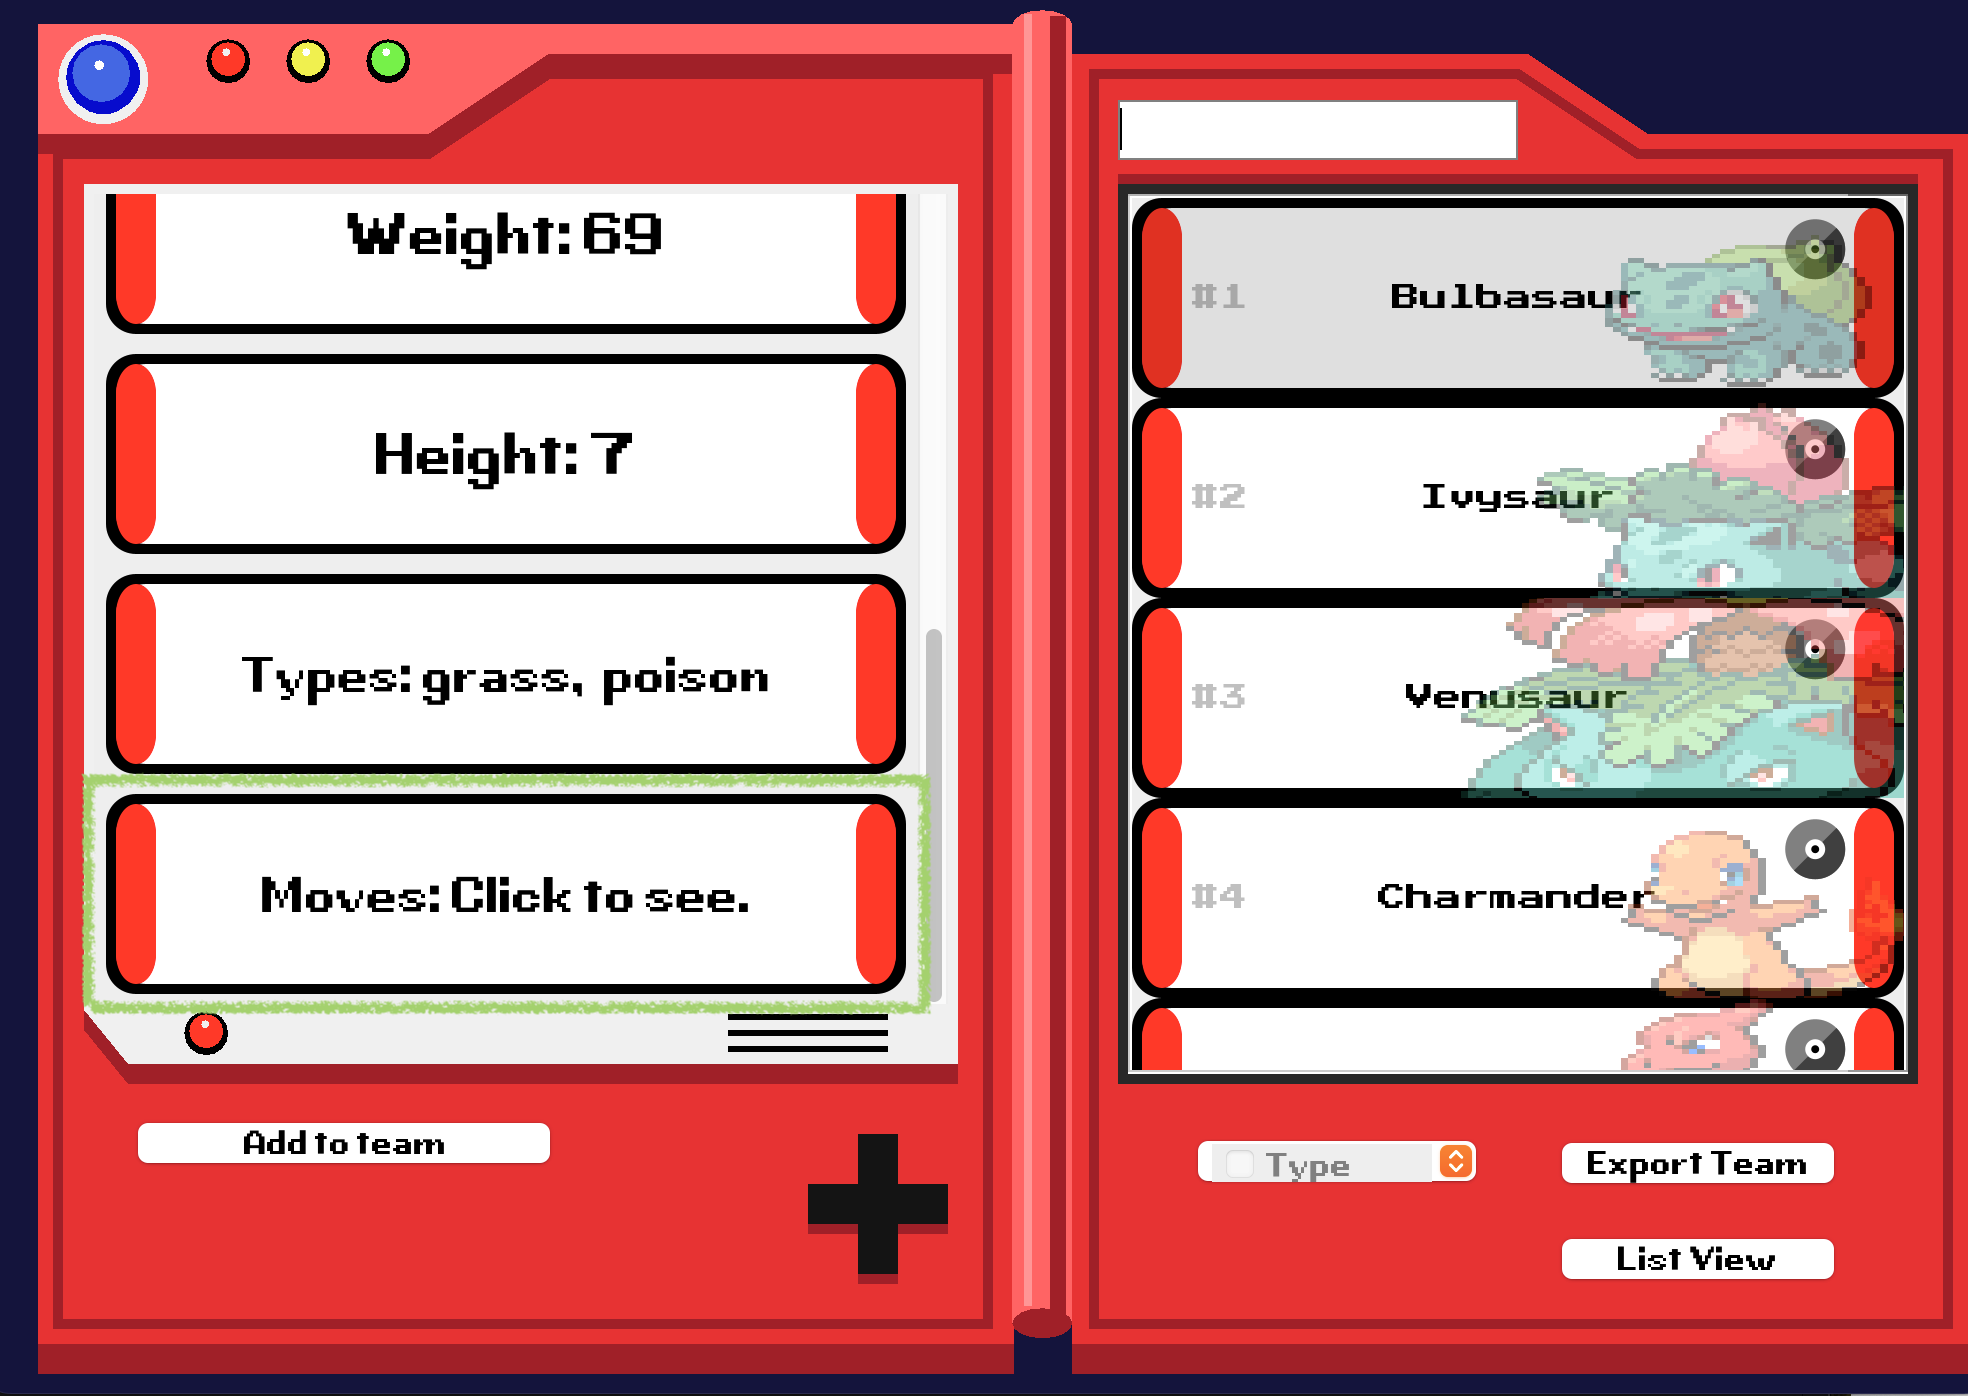 Weight: 69
Height: 7
Types: grass, poison
Moves: Click to see.
Add to team
#1 Bulbasaur
#2 Ivysaur
#3 Venusaur
#4 Charmander
Type
Export Team
List View